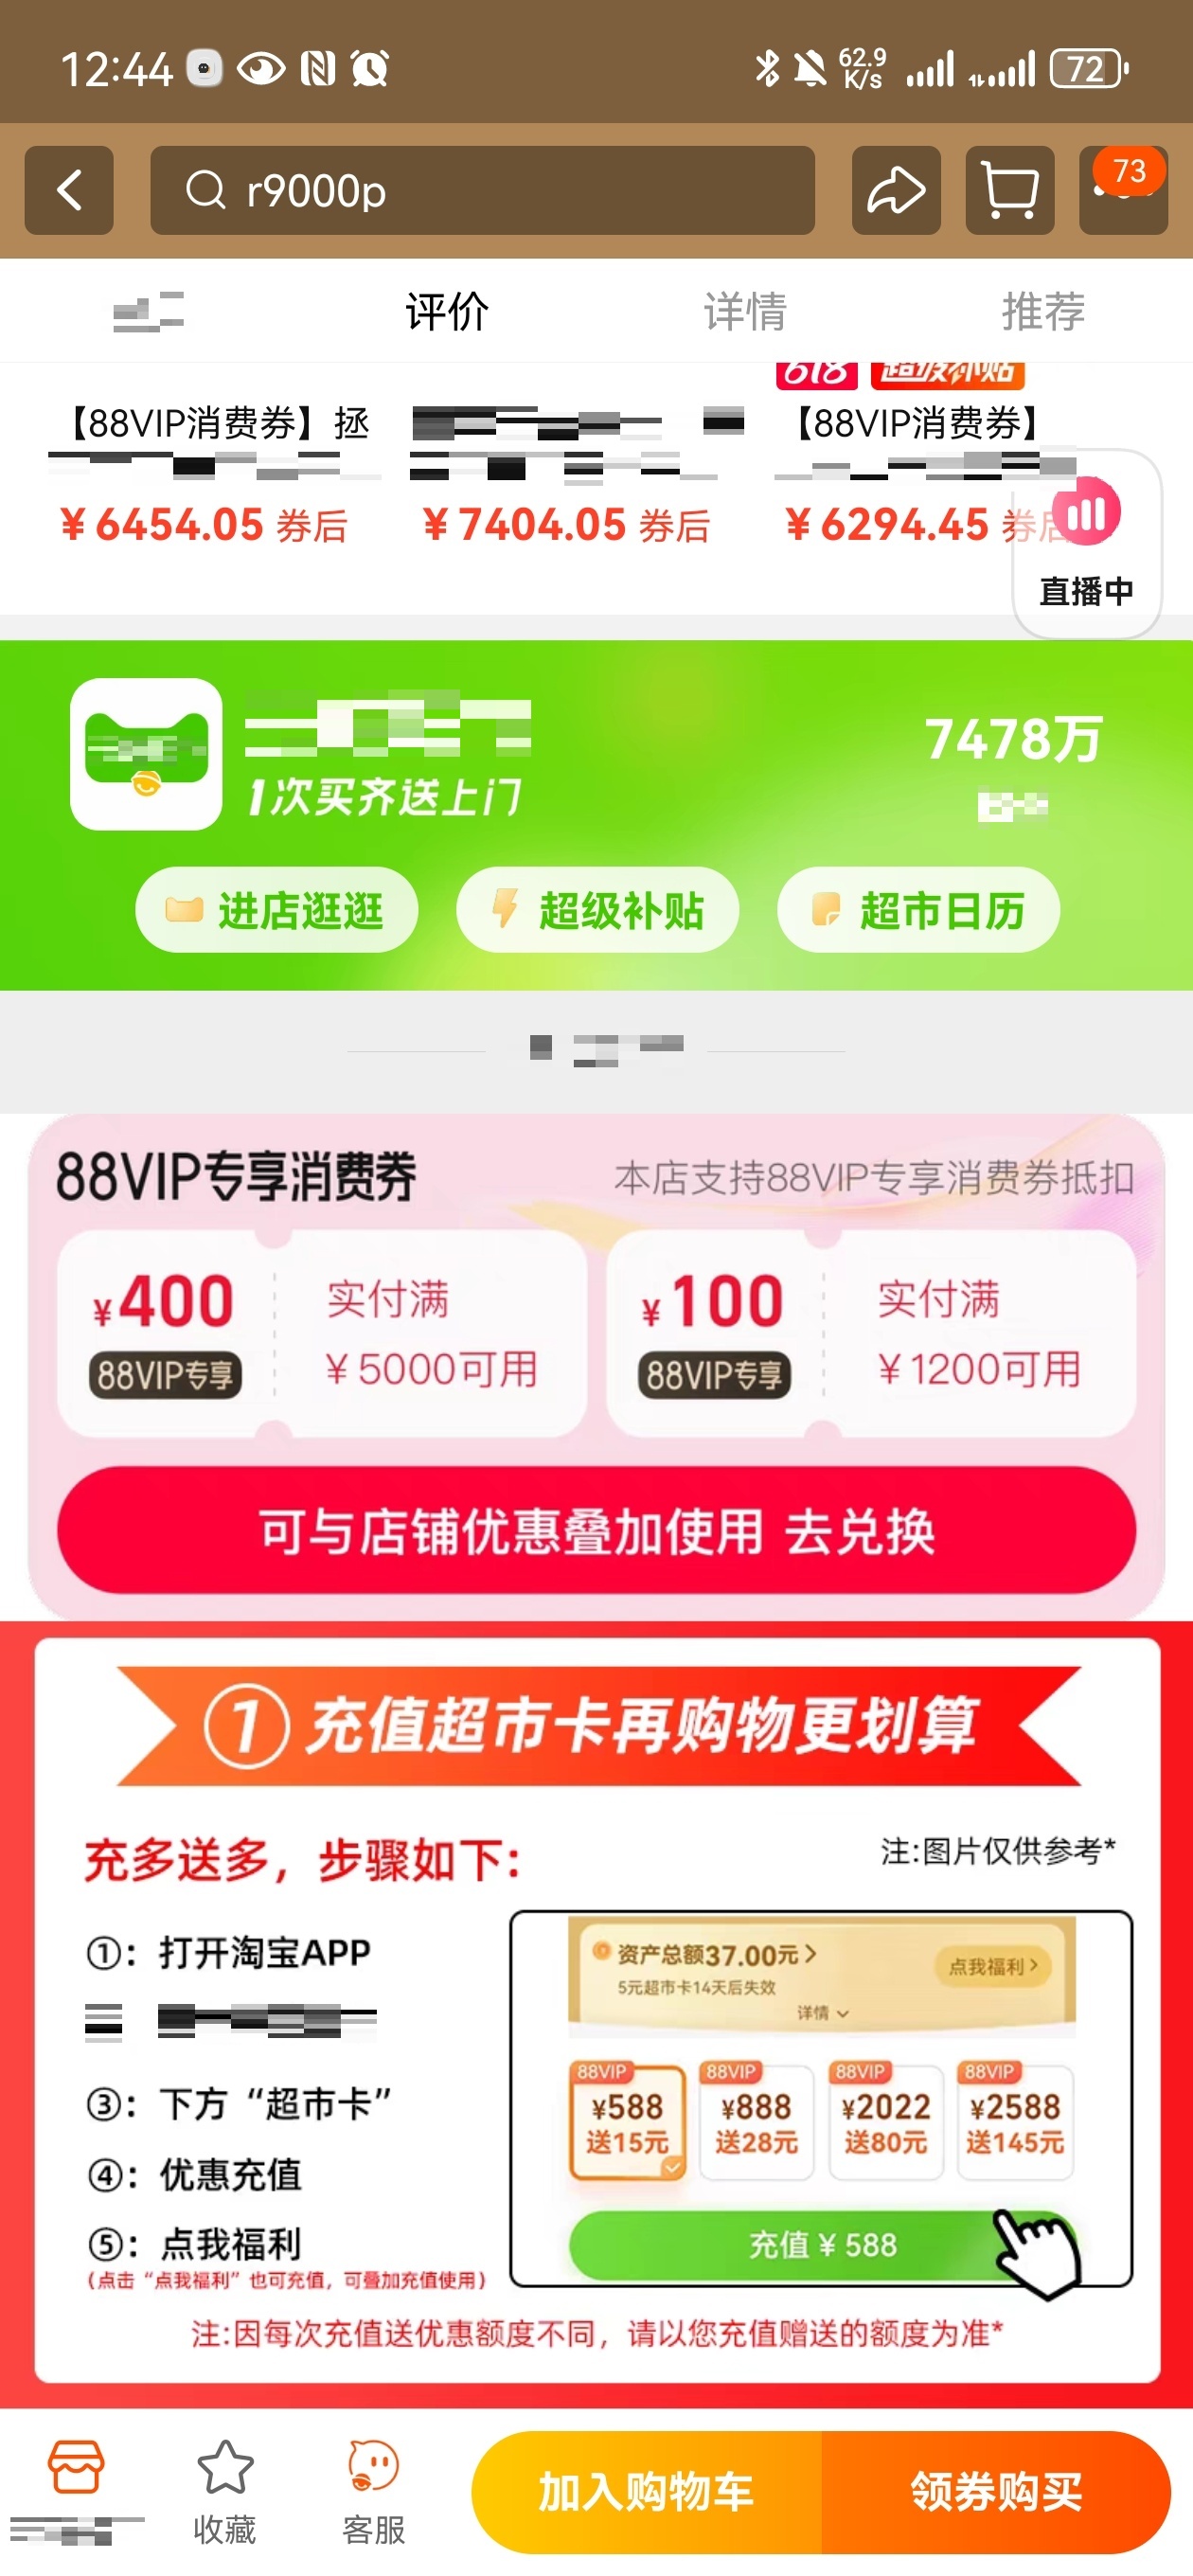 12:44
62.9 K/s
72
r9000p
73
评价 详情 推荐
618 超级补贴
【88VIP消费券】拯
【88VIP消费券】
¥6454.05 券后
¥7404.05 券后
¥6294.45 券后
直播中
7478万
1次买齐送上门
进店逛逛 超级补贴 超市日历
88VIP专享消费券 本店支持88VIP专享消费券抵扣
¥400 实付满
88VIP专享 ¥5000可用
¥100 实付满
88VIP专享 ¥1200可用
可与店铺优惠叠加使用 去兑换
① 充值超市卡再购物更划算
充多送多，步骤如下：
注:图片仅供参考*
①：打开淘宝APP
③：下方“超市卡”
④：优惠充值
⑤：点我福利
（点击“点我福利”也可充值，可叠加充值使用）
资产总额37.00元
点我福利
5元超市卡14天后失效
详情
88VIP 88VIP 88VIP 88VIP
¥588 ¥888 ¥2022 ¥2588
送15元 送28元 送80元 送145元
充值¥588
注:因每次充值送优惠额度不同，请以您充值赠送的额度为准*
收藏 客服
加入购物车 领券购买